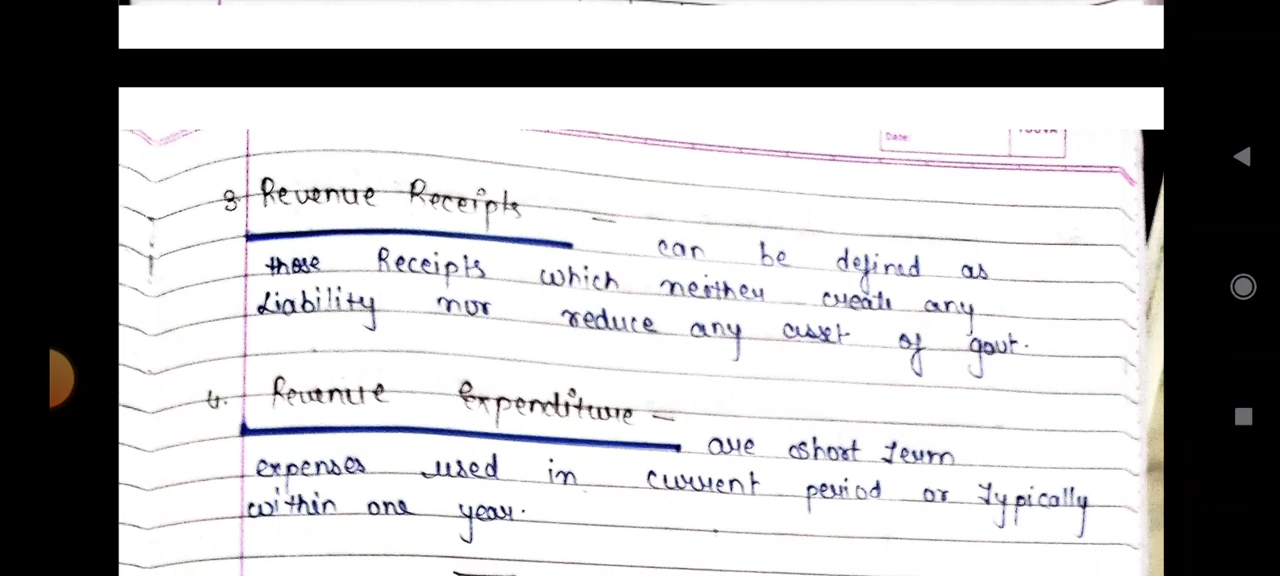 Date:
3 Revenue Receipts -
can be defined as
those Receipts which neither create any
Liability nor reduce any asset of govt.
4. Revenue Expenditure -
are short term
expenses used in current period or typically
within one year.